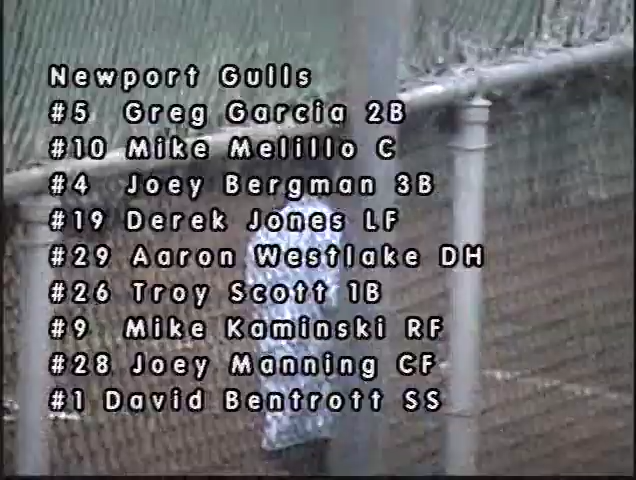 Newport Gulls
#5 Greg Garcia 2B
#10 Mike Melillo C
#4 Joey Bergman 3B
#19 Derek Jones LF
#29 Aaron Westlake DH
#26 Troy Scott 1B
#9 Mike Kaminski RF
#28 Joey Manning CF
#1 David Bentrott SS